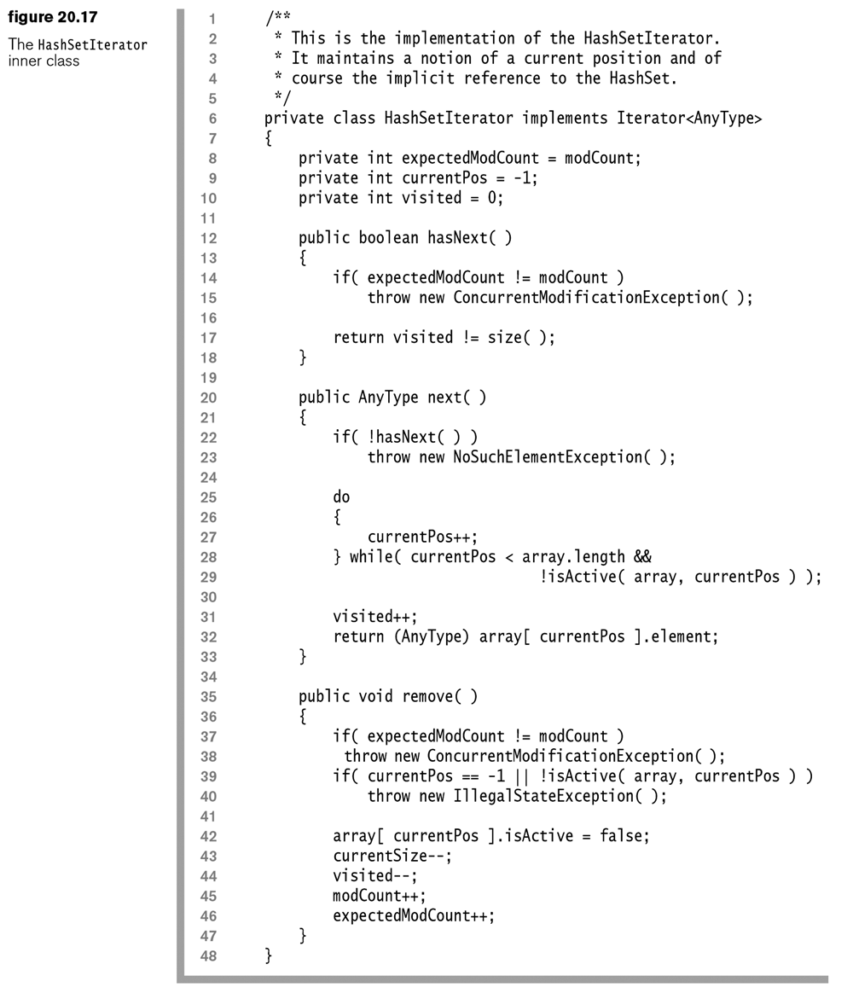 figure 20.17
The HashSetIterator
inner class
1 /**
2 * This is the implementation of the HashSetIterator.
3 * It maintains a notion of a current position and of
4 * course the implicit reference to the HashSet.
5 */
6 private class HashSetIterator implements Iterator<AnyType>
7 {
8 private int expectedModCount = modCount;
9 private int currentPos = -1;
10 private int visited = 0;
11
12 public boolean hasNext( )
13 {
14 if( expectedModCount != modCount )
15 throw new ConcurrentModificationException( );
16
17 return visited != size( );
18 }
19
20 public AnyType next( )
21 {
22 if( !hasNext( ) )
23 throw new NoSuchElementException( );
24
25 do
26 {
27 currentPos++;
28 } while( currentPos < array.length &&
29 !isActive( array, currentPos ) );
30
31 visited++;
32 return (AnyType) array[ currentPos ].element;
33 }
34
35 public void remove( )
36 {
37 if( expectedModCount != modCount )
38 throw new ConcurrentModificationException( );
39 if( currentPos == -1 || !isActive( array, currentPos ) )
40 throw new IllegalStateException( );
41
42 array[ currentPos ].isActive = false;
43 currentSize--;
44 visited--;
45 modCount++;
46 expectedModCount++;
47 }
48 }